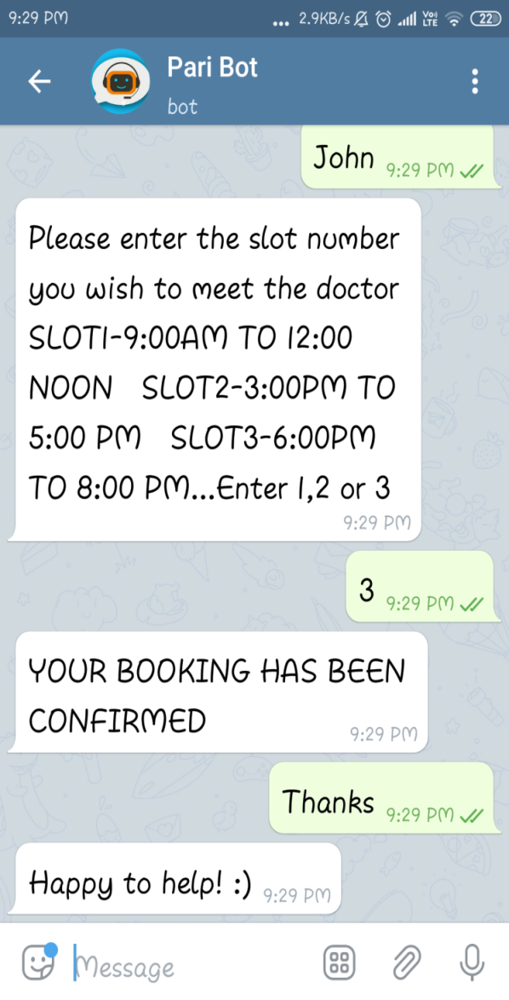 9:29 PM ... 2.9KB/s Vo) LTE 22
Pari Bot
bot
John 9:29 PM
Please enter the slot number
you wish to meet the doctor
SLOT1-9:00AM TO 12:00
NOON SLOT2-3:00PM TO
5:00 PM SLOT3-6:00PM
TO 8:00 PM...Enter 1,2 or 3
9:29 PM
3 9:29 PM
YOUR BOOKING HAS BEEN
CONFIRMED 9:29 PM
Thanks 9:29 PM
Happy to help! :) 9:29 PM
Message